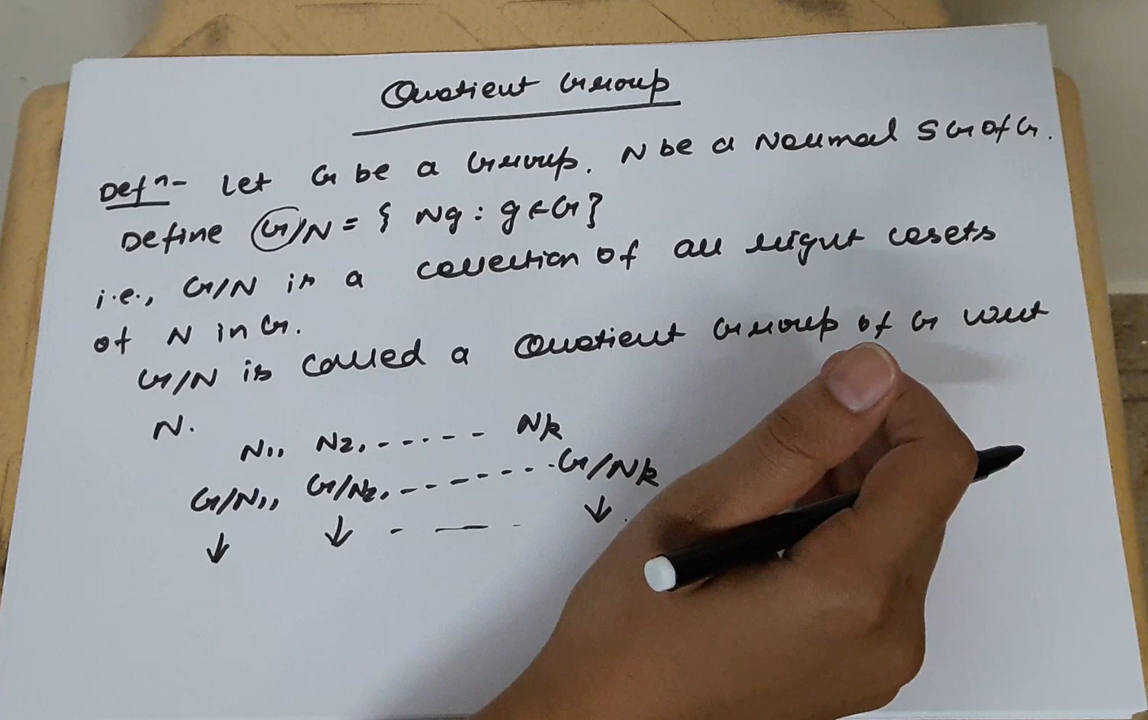 Quotient Group
Defn- Let G be a Group. N be a Normal SG of G.
Define G/N = { Ng : g ∈ G }
i.e., G/N is a collection of all right cosets
of N in G.
G/N is called a Quotient Group of G wrt
N.
N1, N2, ------ Nk
G/N1, G/N2, ------- G/Nk
↓ ↓ - — - ↓